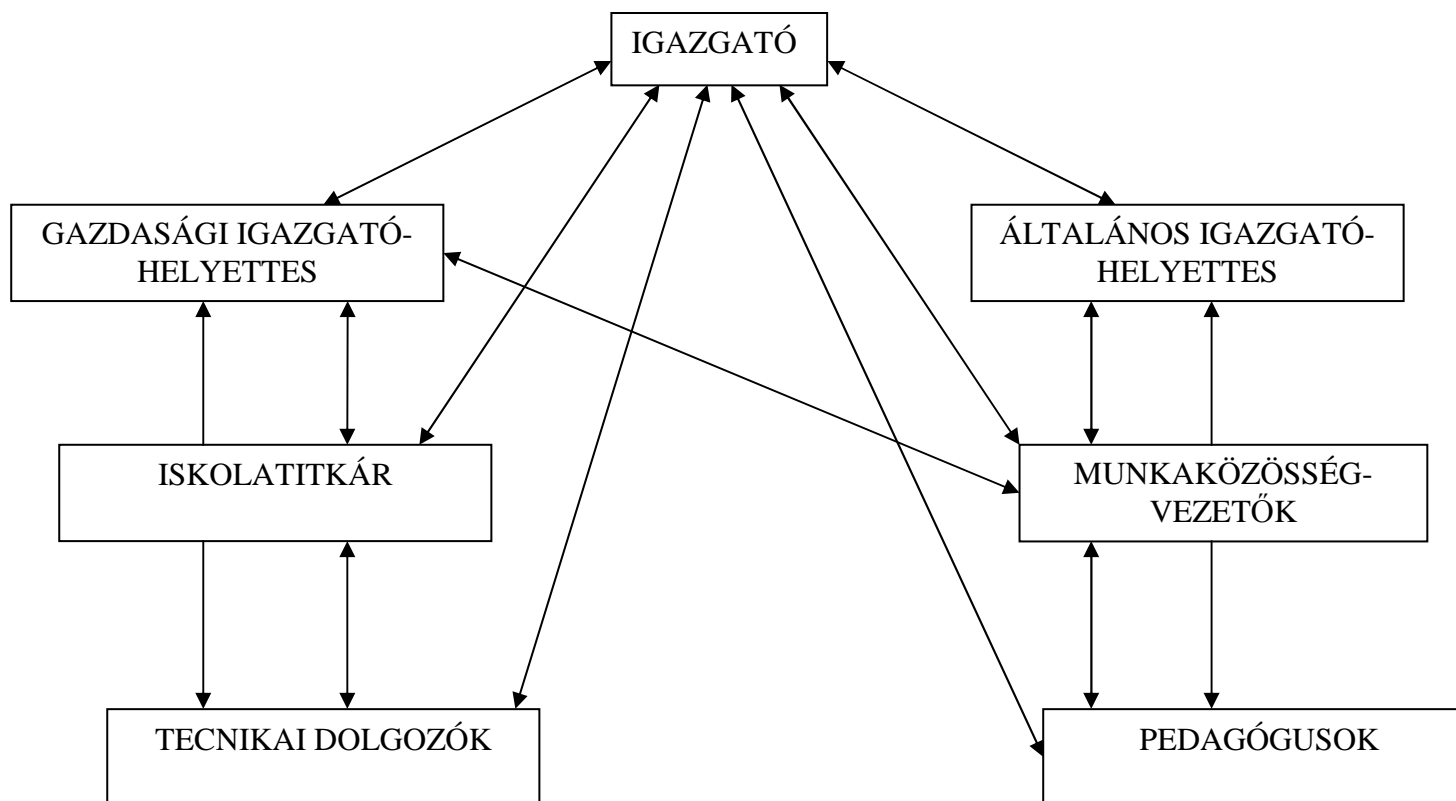 IGAZGATÓ
GAZDASÁGI IGAZGATÓ-
HELYETTES
ÁLTALÁNOS IGAZGATÓ-
HELYETTES
ISKOLATITKÁR
MUNKAKÖZÖSSÉG-
VEZETŐK
TECNIKAI DOLGOZÓK
PEDAGÓGUSOK